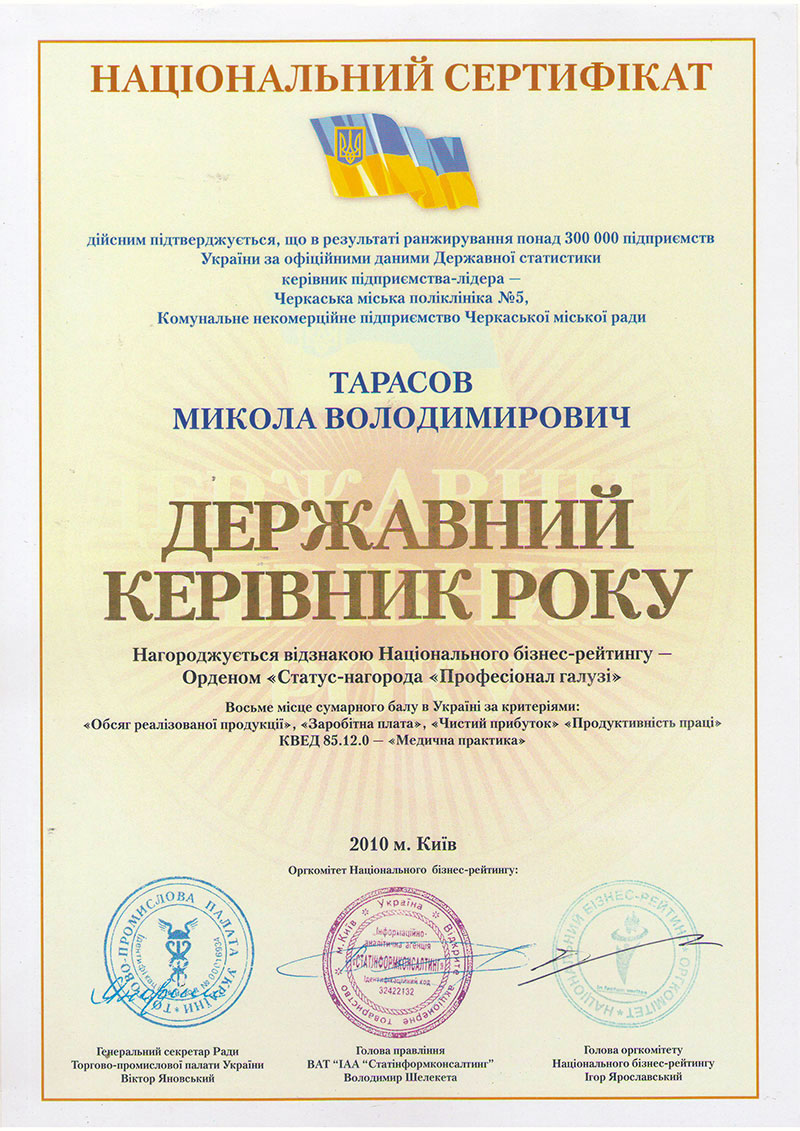 НАЦІОНАЛЬНИЙ СЕРТИФІКАТ
дійсним підтверджується, що в результаті ранжирування понад 300 000 підприємств
України за офіційними даними Державної статистики
керівник підприємства-лідера —
Черкаська міська поліклініка №5,
Комунальне некомерційне підприємство Черкаської міської ради
ТАРАСОВ
МИКОЛА ВОЛОДИМИРОВИЧ
ДЕРЖАВНИЙ
КЕРІВНИК РОКУ
Нагороджується відзнакою Національного бізнес-рейтингу —
Орденом «Статус-нагорода «Професіонал галузі»
Восьме місце сумарного балу в Україні за критеріями:
«Обсяг реалізованої продукції», «Заробітна плата», «Чистий прибуток» «Продуктивність праці»
КВЕД 85.12.0 — «Медична практика»
2010 м. Київ
Оргкомітет Національного бізнес-рейтингу:
ТОРГОВО-ПРОМИСЛОВА ПАЛАТА УКРАЇНИ
м.Київ * Україна * Відкрите акціонерне товариство
"Інформаційно-
аналітична агенція
«СТАТІНФОРМКОНСАЛТИНГ»
Ідентифікаційний код
32422132
НАЦІОНАЛЬНИЙ БІЗНЕС-РЕЙТИНГ * ОРГКОМІТЕТ
Генеральний секретар Ради
Торгово-промислової палати України
Віктор Яновський
Голова правління
ВАТ “ІАА “Статінформконсалтинг”
Володимир Шелекета
Голова оргкомітету
Національного бізнес-рейтингу
Ігор Ярославський